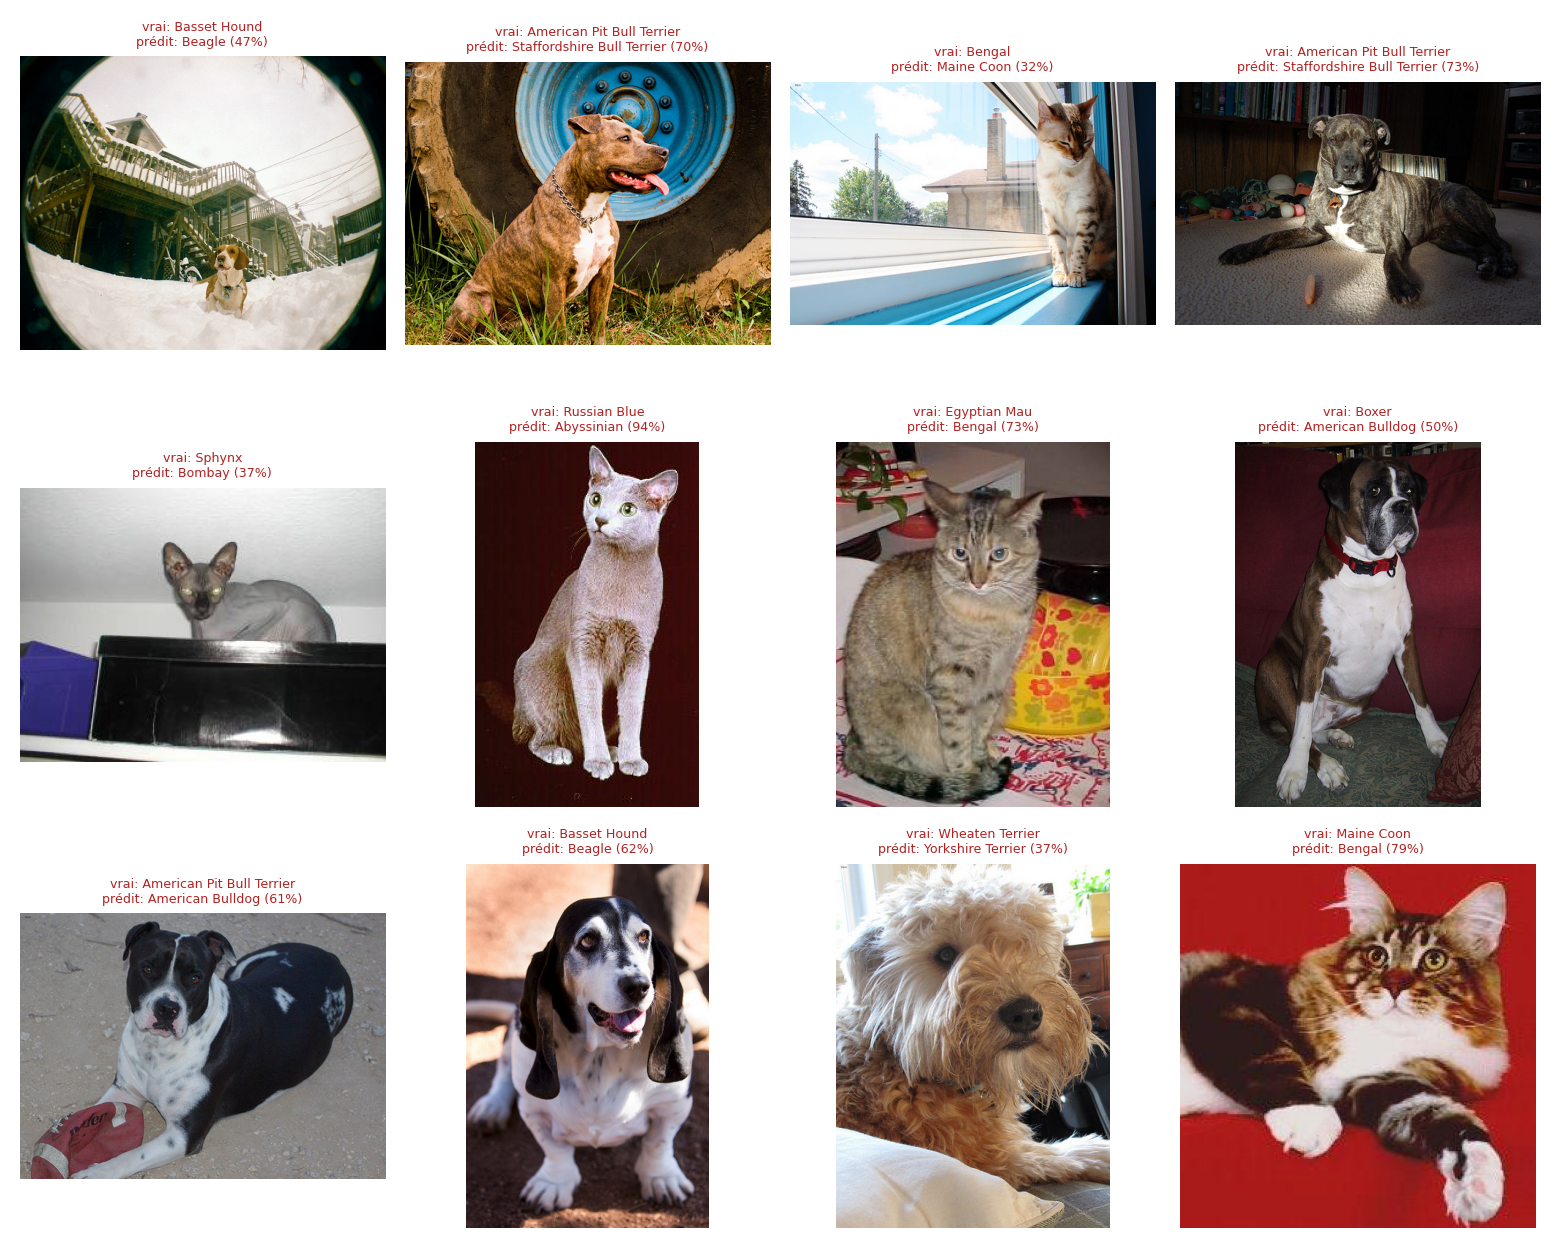 vrai: Basset Hound
prédit: Beagle (47%)
vrai: American Pit Bull Terrier
prédit: Staffordshire Bull Terrier (70%)
vrai: Bengal
prédit: Maine Coon (32%)
vrai: American Pit Bull Terrier
prédit: Staffordshire Bull Terrier (73%)
vrai: Sphynx
prédit: Bombay (37%)
vrai: Russian Blue
prédit: Abyssinian (94%)
vrai: Egyptian Mau
prédit: Bengal (73%)
vrai: Boxer
prédit: American Bulldog (50%)
vrai: American Pit Bull Terrier
prédit: American Bulldog (61%)
vrai: Basset Hound
prédit: Beagle (62%)
vrai: Wheaten Terrier
prédit: Yorkshire Terrier (37%)
vrai: Maine Coon
prédit: Bengal (79%)